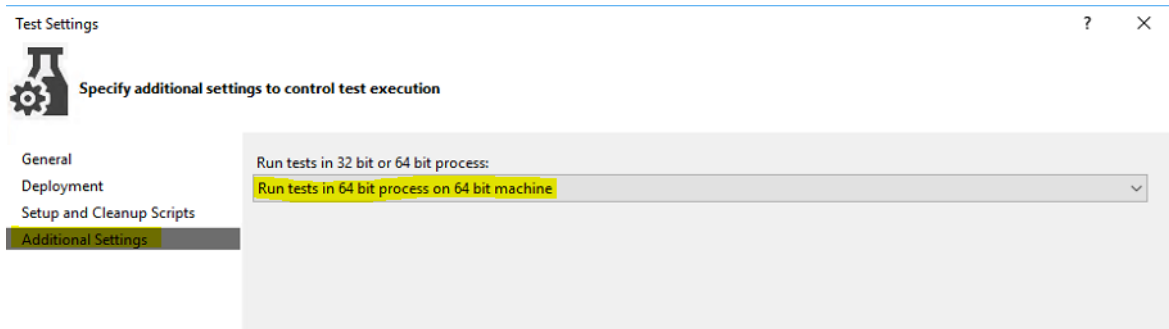 Test Settings
?
Specify additional settings to control test execution
General
Deployment
Setup and Cleanup Scripts
Additional Settings
Run tests in 32 bit or 64 bit process:
Run tests in 64 bit process on 64 bit machine